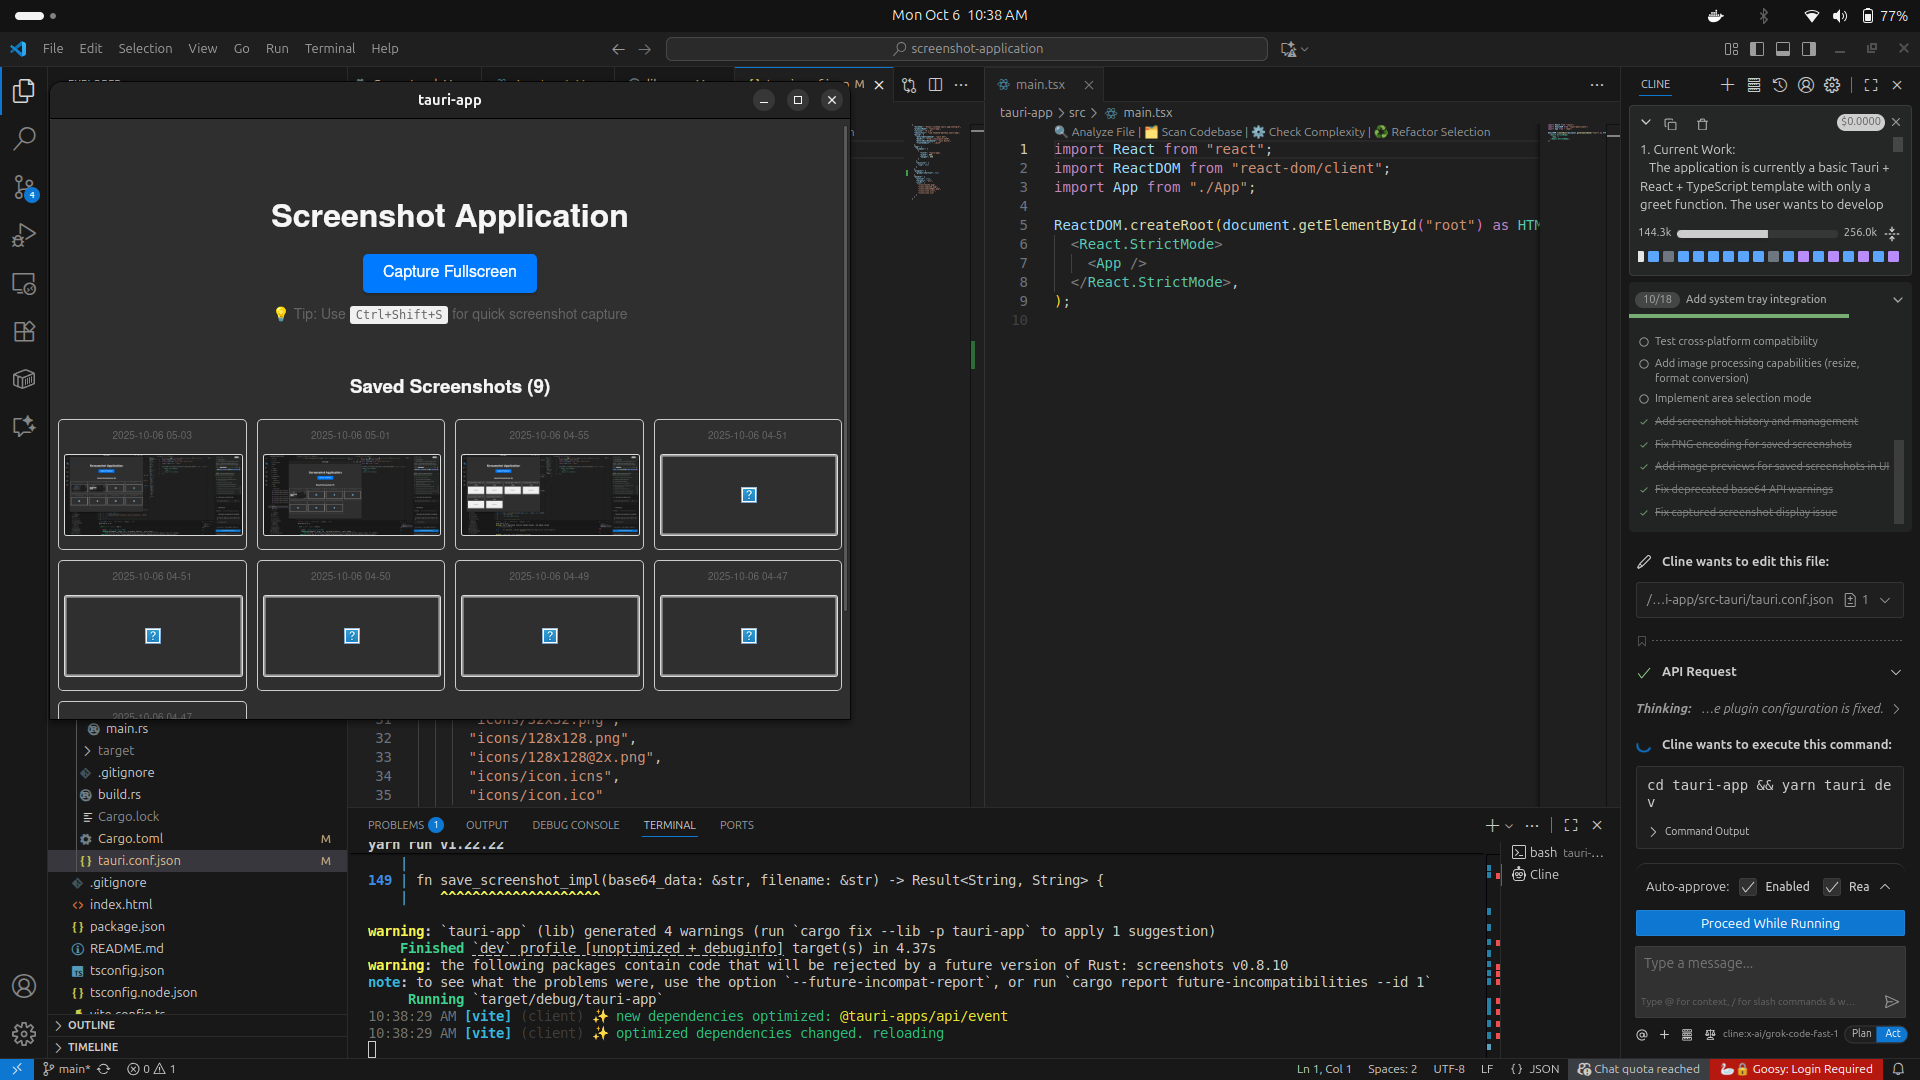 Mon Oct 6 10:38 AM
77%
File Edit Selection View Go Run Terminal Help
screenshot-application
tauri-app
M
main.tsx
CLINE
tauri-app > src > main.tsx
Analyze File | Scan Codebase | Check Complexity | Refactor Selection
1 import React from "react";
2 import ReactDOM from "react-dom/client";
3 import App from "./App";
4
5 ReactDOM.createRoot(document.getElementById("root") as HTM
6 <React.StrictMode>
7 <App />
8 </React.StrictMode>,
9 );
10
Screenshot Application
Capture Fullscreen
Tip: Use Ctrl+Shift+S for quick screenshot capture
Saved Screenshots (9)
2025-10-06 05-03
2025-10-06 05-01
2025-10-06 04-55
2025-10-06 04-51
2025-10-06 04-51
2025-10-06 04-50
2025-10-06 04-49
2025-10-06 04-47
2025-10-06 04-47
4
main.rs
target
.gitignore
build.rs
Cargo.lock
Cargo.toml M
tauri.conf.json M
.gitignore
index.html
package.json
README.md
tsconfig.json
tsconfig.node.json
vite.config.ts
OUTLINE
TIMELINE
31 "icons/32x32.png",
32 "icons/128x128.png",
33 "icons/128x128@2x.png",
34 "icons/icon.icns",
35 "icons/icon.ico"
PROBLEMS 1 OUTPUT DEBUG CONSOLE TERMINAL PORTS
yarn run v1.22.22
149 | fn save_screenshot_impl(base64_data: &str, filename: &str) -> Result<String, String> {
^^^^^^^^^^^^^^^^^^^^
warning: `tauri-app` (lib) generated 4 warnings (run `cargo fix --lib -p tauri-app` to apply 1 suggestion)
Finished `dev` profile [unoptimized + debuginfo] target(s) in 4.37s
warning: the following packages contain code that will be rejected by a future version of Rust: screenshots v0.8.10
note: to see what the problems were, use the option `--future-incompat-report`, or run `cargo report future-incompatibilities --id 1`
Running `target/debug/tauri-app`
10:38:29 AM [vite] (client) ✨ new dependencies optimized: @tauri-apps/api/event
10:38:29 AM [vite] (client) ✨ optimized dependencies changed. reloading
bash tauri-...
Cline
$0.0000
1. Current Work:
The application is currently a basic Tauri +
React + TypeScript template with only a
greet function. The user wants to develop
144.3k 256.0k
10/18 Add system tray integration
Test cross-platform compatibility
Add image processing capabilities (resize,
format conversion)
Implement area selection mode
Add screenshot history and management
Fix PNG encoding for saved screenshots
Add image previews for saved screenshots in UI
Fix deprecated base64 API warnings
Fix captured screenshot display issue
Cline wants to edit this file:
/...i-app/src-tauri/tauri.conf.json 1
API Request
Thinking: ...e plugin configuration is fixed.
Cline wants to execute this command:
cd tauri-app && yarn tauri de
v
Command Output
Auto-approve: Enabled Rea
Proceed While Running
Type a message...
Type @ for context, / for slash commands & w...
cline:x-ai/grok-code-fast-1 Plan Act
main* 0 1
Ln 1, Col 1 Spaces: 2 UTF-8 LF {} JSON Chat quota reached Goosy: Login Required